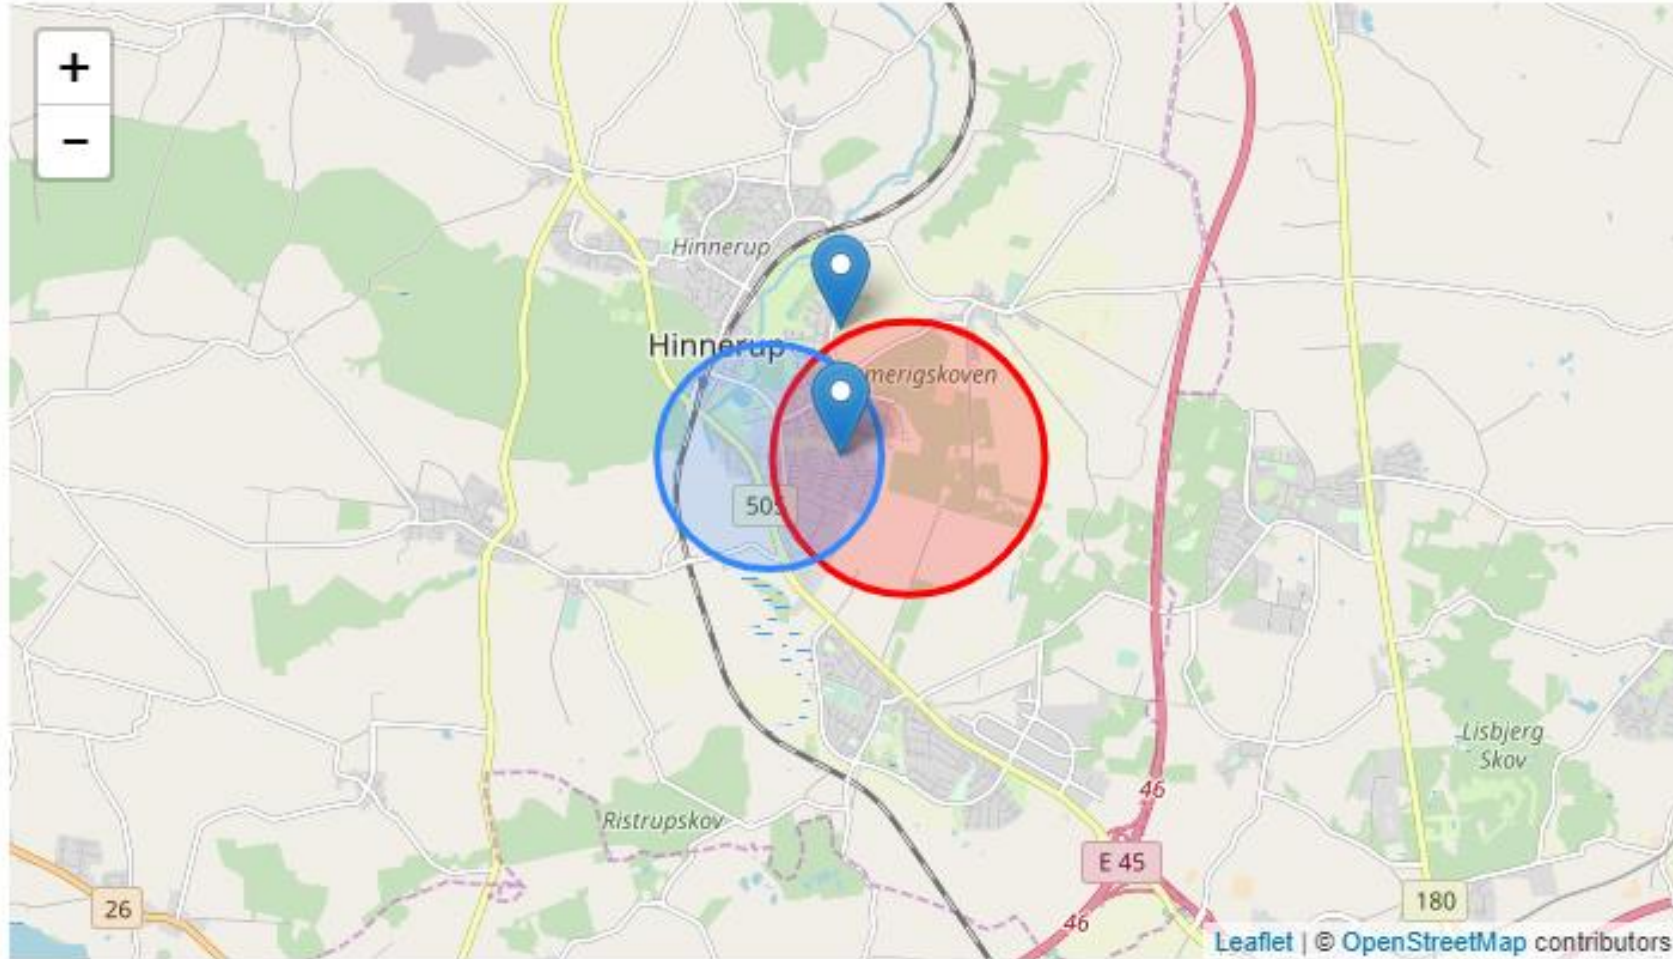 +
−
Hinnerup
Hinnerup
merigskoven
505
Lisbjerg
Skov
46
Ristrupskov
E 45
26
180
46
Leaflet | © OpenStreetMap contributors